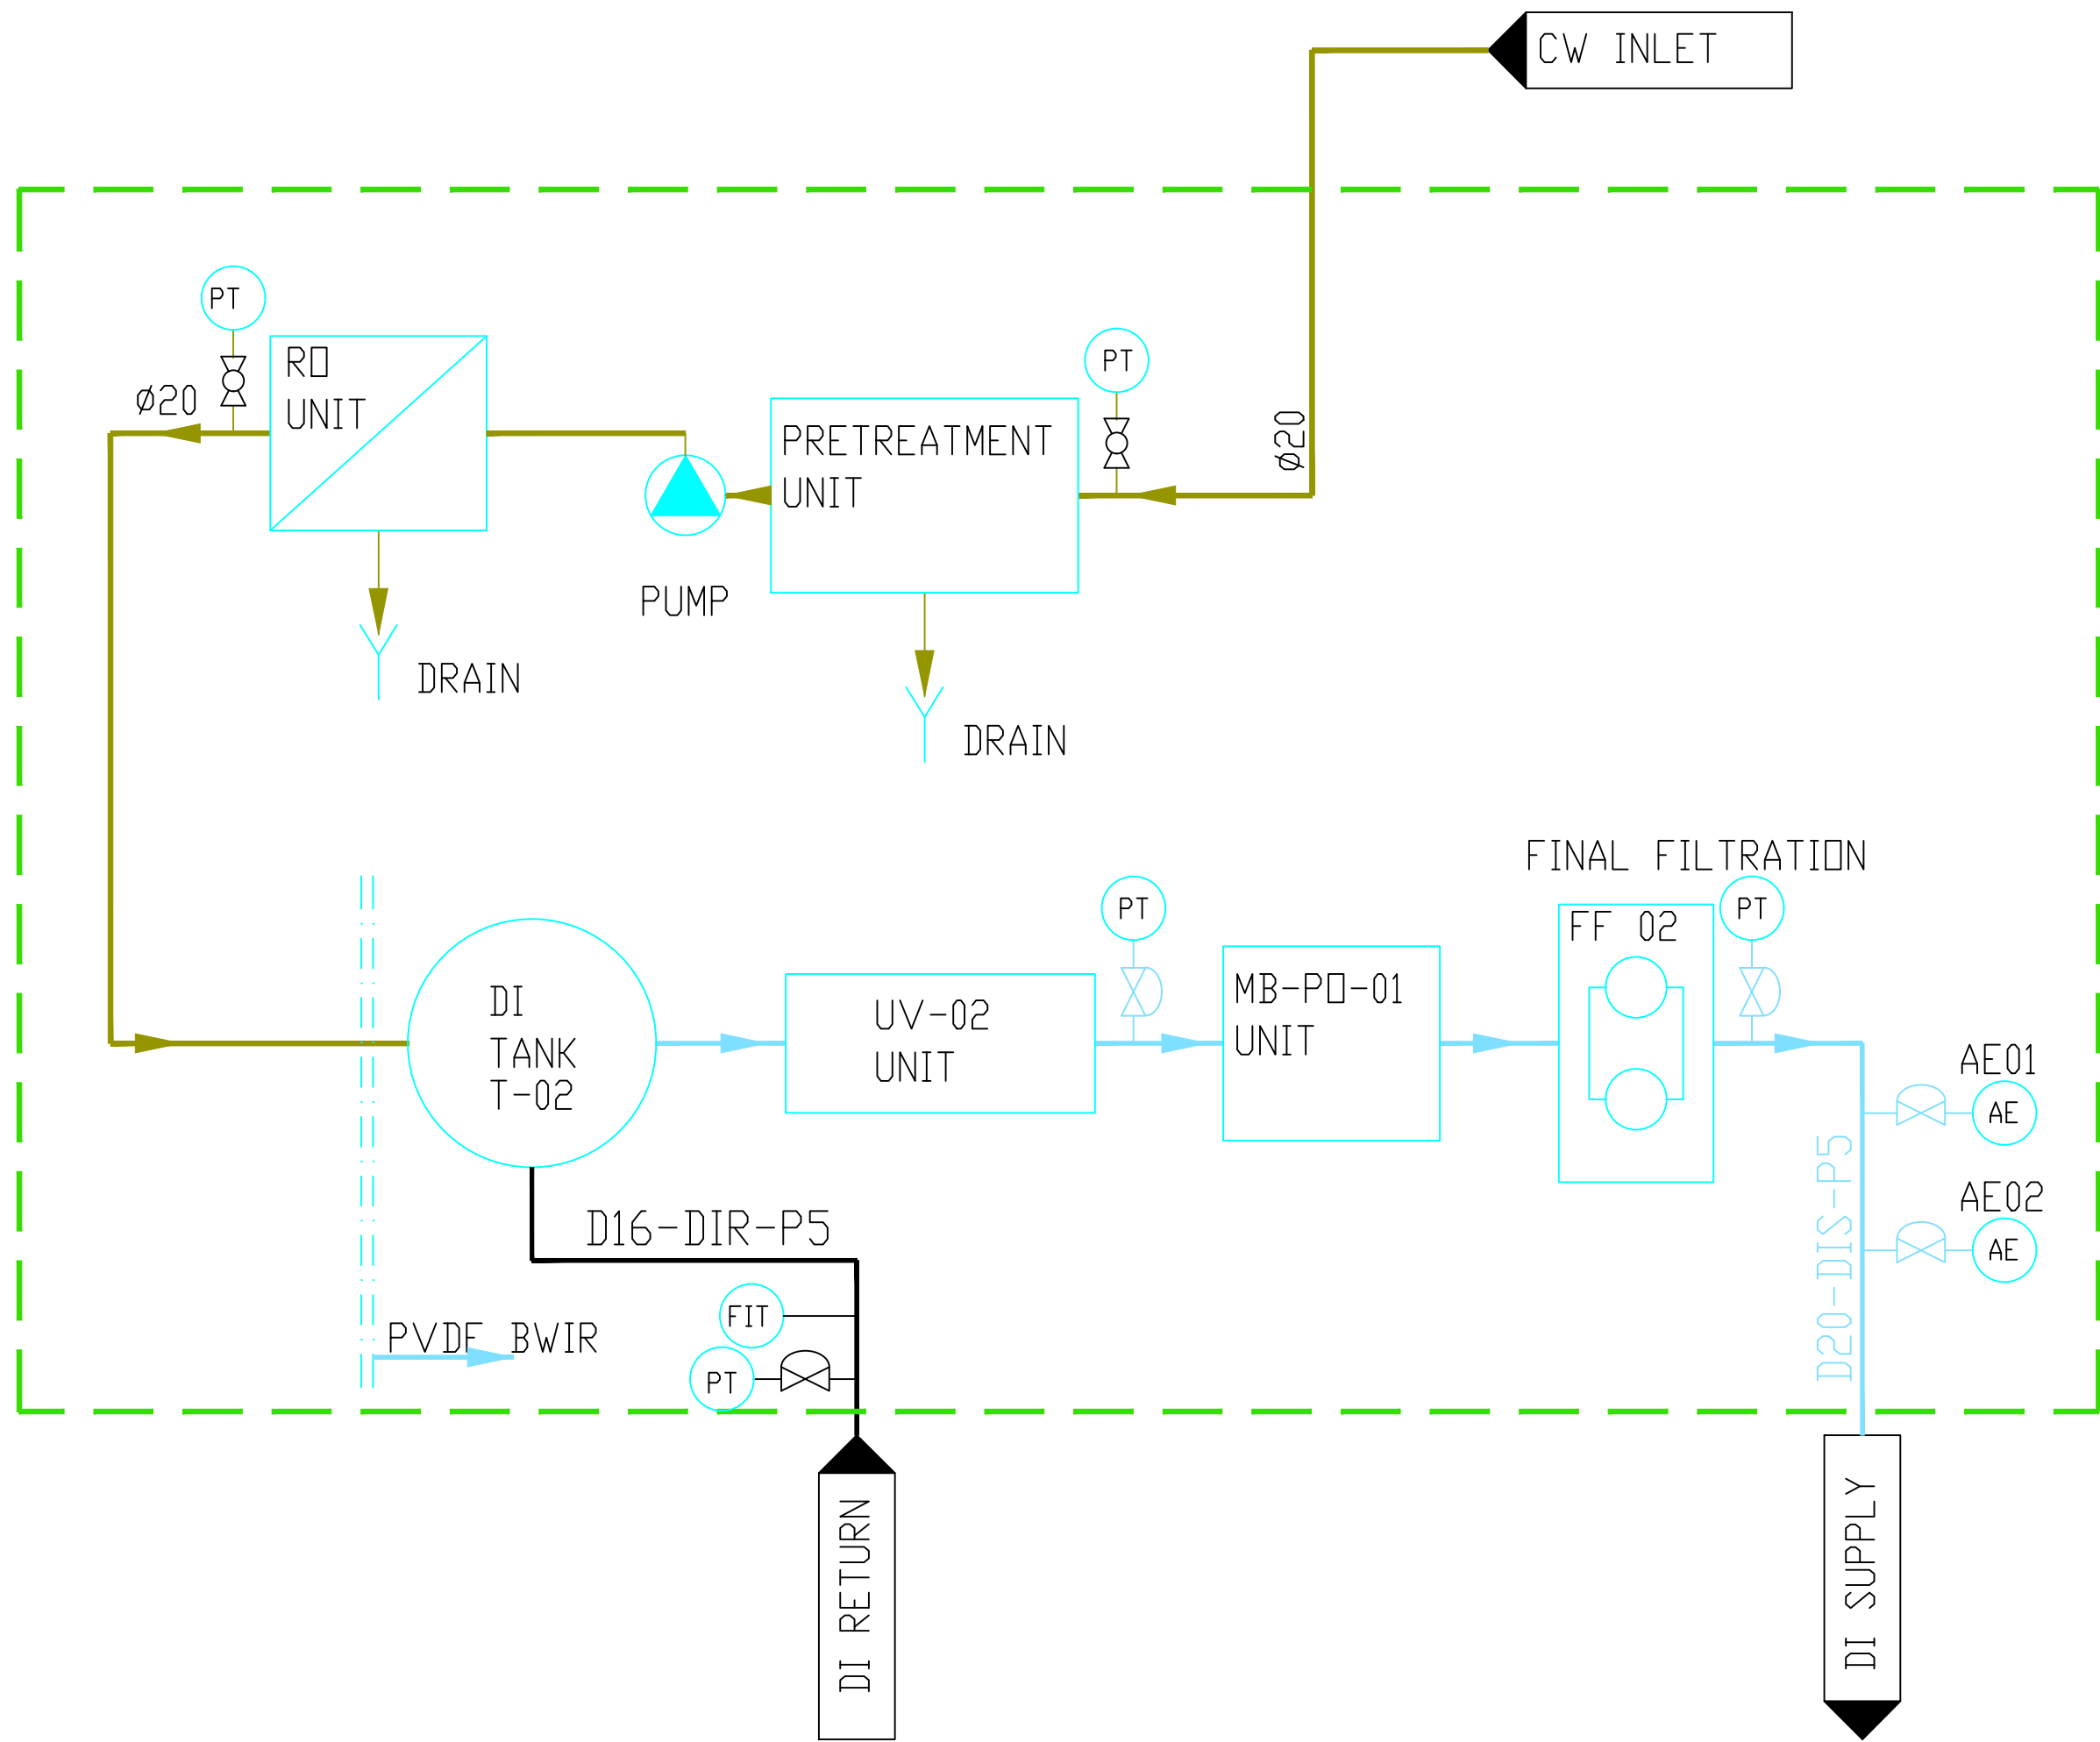 CW INLET
PT
RO
UNIT
ø20
PT
PRETREATMENT
UNIT
ø20
PUMP
DRAIN
DRAIN
FINAL FILTRATION
PT
PT
FF 02
DI
TANK
T-02
UV-02
UNIT
MB-PO-01
UNIT
AE01
AE
AE02
AE
D20-DIS-P5
D16-DIR-P5
FIT
PVDF BWIR
PT
DI RETURN
DI SUPPLY